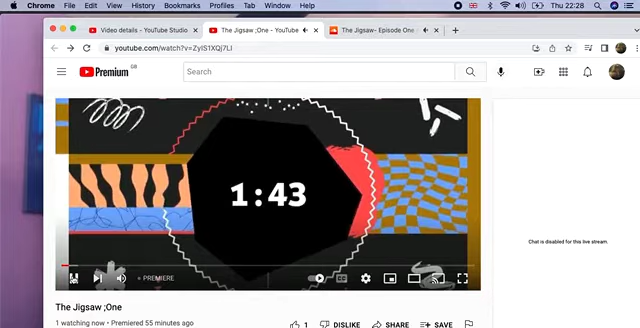 Chrome File Edit View History Bookmarks Profiles Tab Window Help Thu 22:28
Video details - YouTube Studio
The Jigsaw ;One - YouTube
The Jigsaw- Episode One
youtube.com/watch?v=ZyIS1XQj7LI
Premium GB
Search
1:43
PREMIERE
Chat is disabled for this live stream.
The Jigsaw ;One
1 watching now • Premiered 55 minutes ago
1 DISLIKE SHARE SAVE